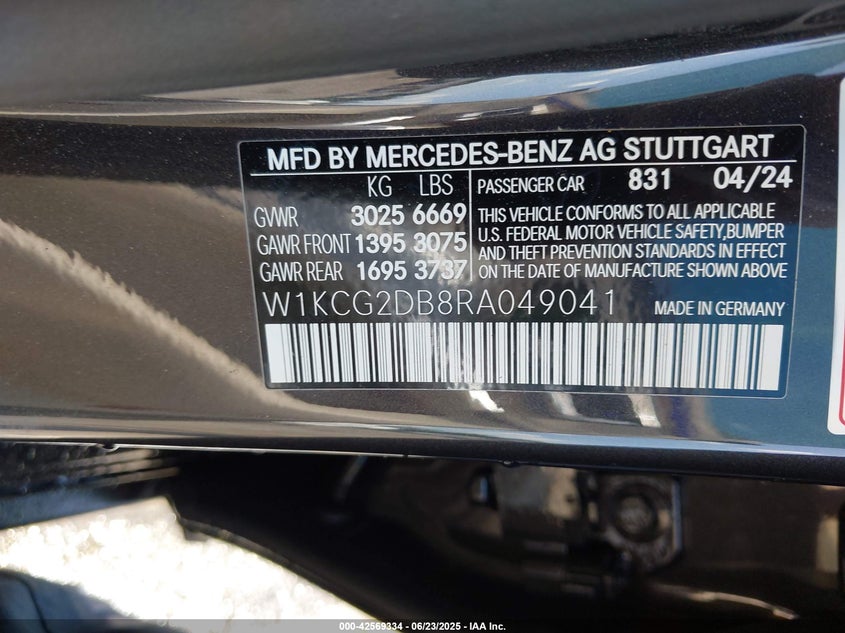 MFD BY MERCEDES-BENZ AG STUTTGART
KG LBS
GVWR 3025 6669
GAWR FRONT 1395 3075
GAWR REAR 1695 3737
PASSENGER CAR 831 04/24
THIS VEHICLE CONFORMS TO ALL APPLICABLE
U.S. FEDERAL MOTOR VEHICLE SAFETY,BUMPER
AND THEFT PREVENTION STANDARDS IN EFFECT
ON THE DATE OF MANUFACTURE SHOWN ABOVE
W1KCG2DB8RA049041 MADE IN GERMANY
000-42569334 - 06/23/2025 - IAA Inc.